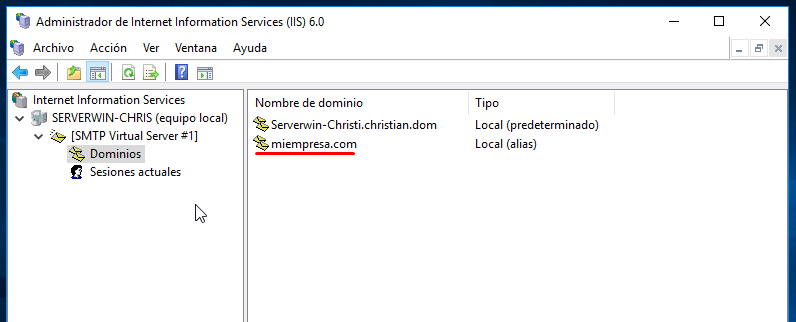 Administrador de Internet Information Services (IIS) 6.0
Archivo Acción Ver Ventana Ayuda
Internet Information Services
SERVERWIN-CHRIS (equipo local)
[SMTP Virtual Server #1]
Dominios
Sesiones actuales
Nombre de dominio Tipo
Serverwin-Christi.christian.dom Local (predeterminado)
miempresa.com Local (alias)